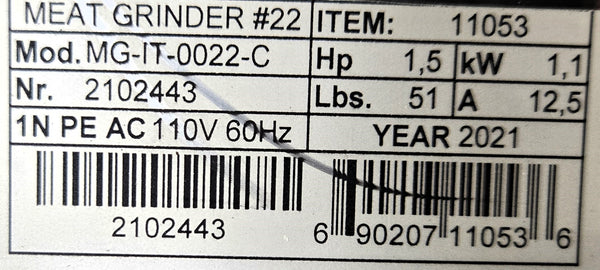 MEAT GRINDER #22 ITEM: 11053
Mod. MG-IT-0022-C Hp 1,5 kW 1,1
Nr. 2102443 Lbs. 51 A 12,5
1N PE AC 110V 60Hz YEAR 2021
2102443 6 90207 11053 6